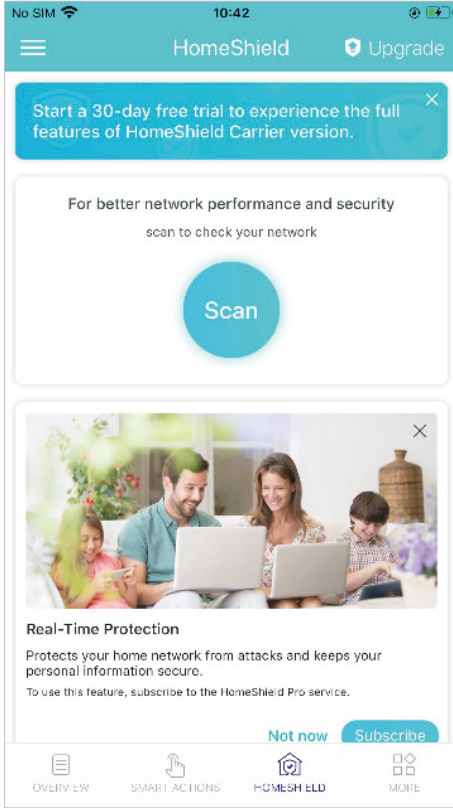 No SIM 10:42
HomeShield Upgrade
Start a 30-day free trial to experience the full
features of HomeShield Carrier version.
For better network performance and security
scan to check your network
Scan
Real-Time Protection
Protects your home network from attacks and keeps your
personal information secure.
To use this feature, subscribe to the HomeShield Pro service.
Not now Subscribe
OVERVIEW SMART ACTIONS HOMESHIELD MORE